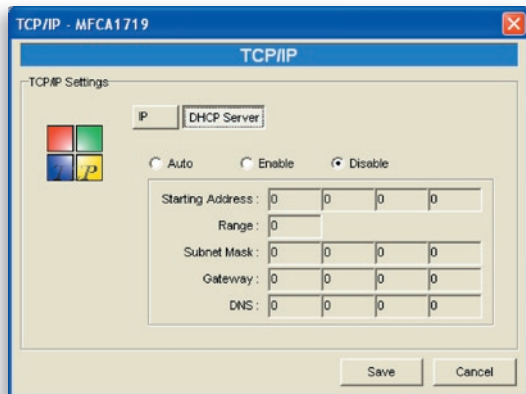 TCP/IP - MFCA1719
TCP/IP
TCP/IP Settings
IP DHCP Server
TIP
Auto Enable Disable
Starting Address : 0 0 0 0
Range : 0
Subnet Mask : 0 0 0 0
Gateway : 0 0 0 0
DNS : 0 0 0 0
Save Cancel